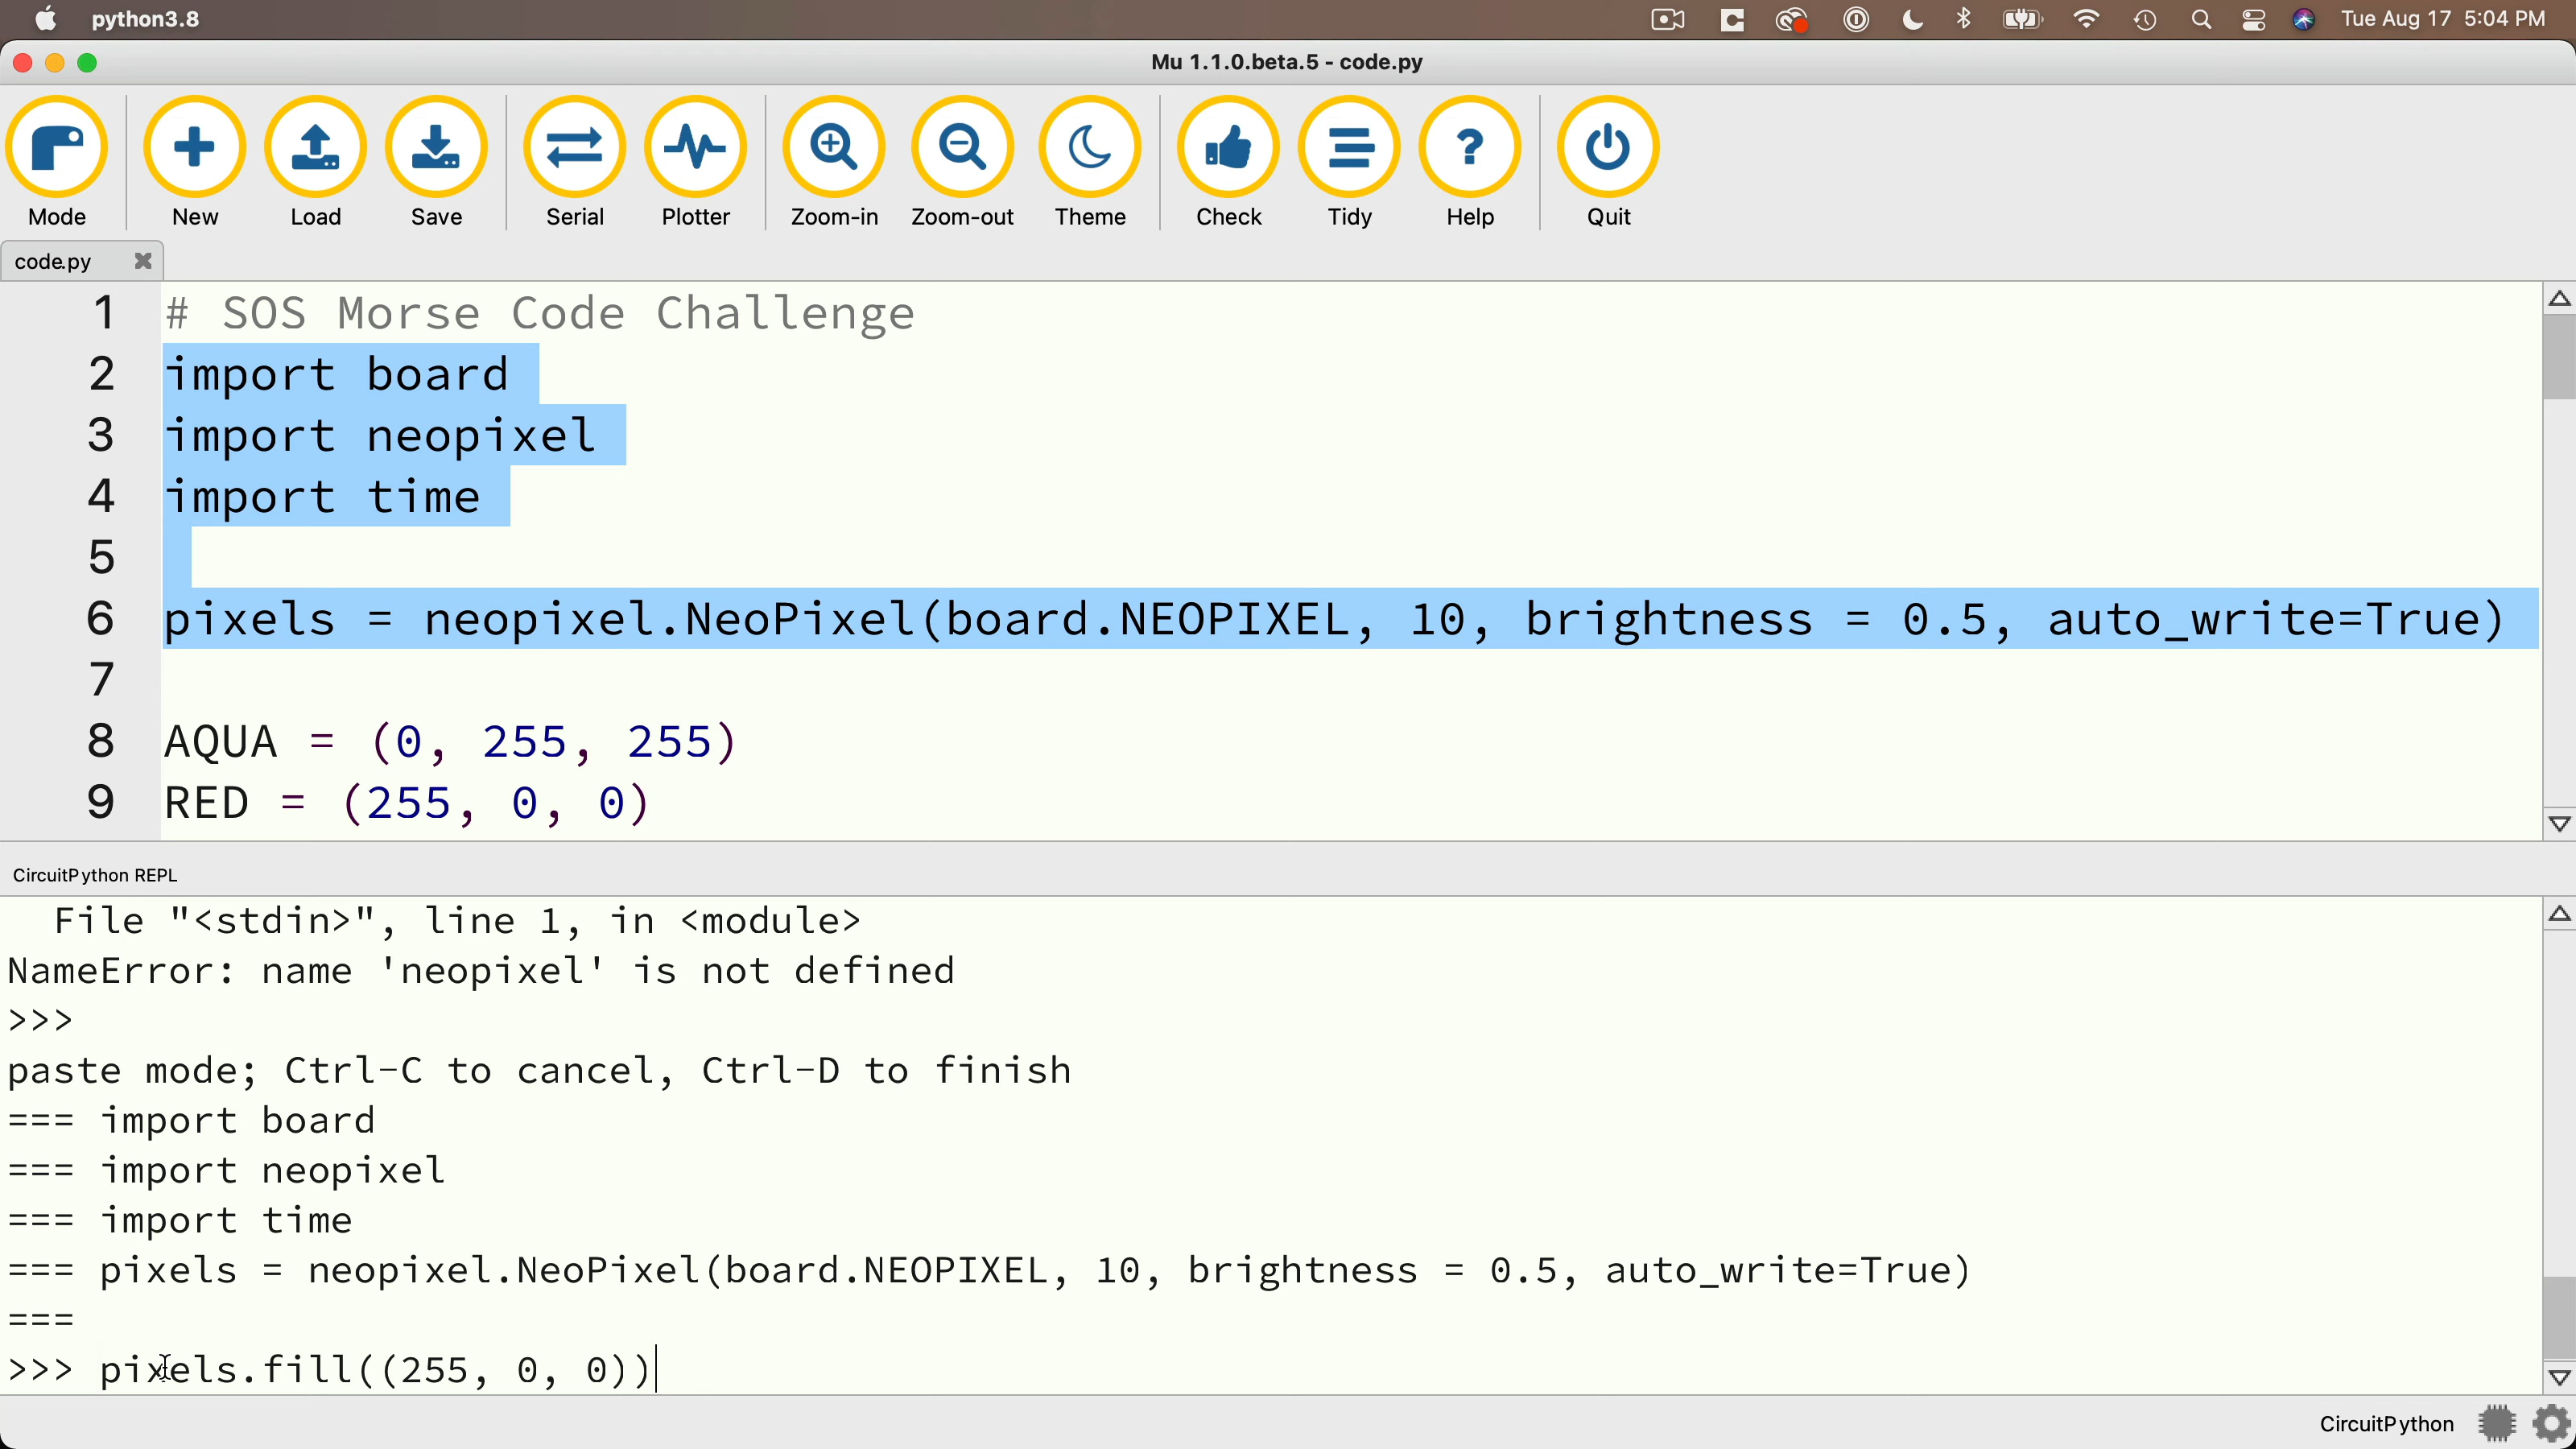 python3.8
Tue Aug 17 5:04 PM
Mu 1.1.0.beta.5 - code.py
Mode
New
Load
Save
Serial
Plotter
Zoom-in
Zoom-out
Theme
Check
Tidy
Help
Quit
code.py
1 # SOS Morse Code Challenge
2 import board
3 import neopixel
4 import time
5
6 pixels = neopixel.NeoPixel(board.NEOPIXEL, 10, brightness = 0.5, auto_write=True)
7
8 AQUA = (0, 255, 255)
9 RED = (255, 0, 0)
CircuitPython REPL
File "<stdin>", line 1, in <module>
NameError: name 'neopixel' is not defined
>>>
paste mode; Ctrl-C to cancel, Ctrl-D to finish
=== import board
=== import neopixel
=== import time
=== pixels = neopixel.NeoPixel(board.NEOPIXEL, 10, brightness = 0.5, auto_write=True)
===
>>> pixels.fill((255, 0, 0))
CircuitPython